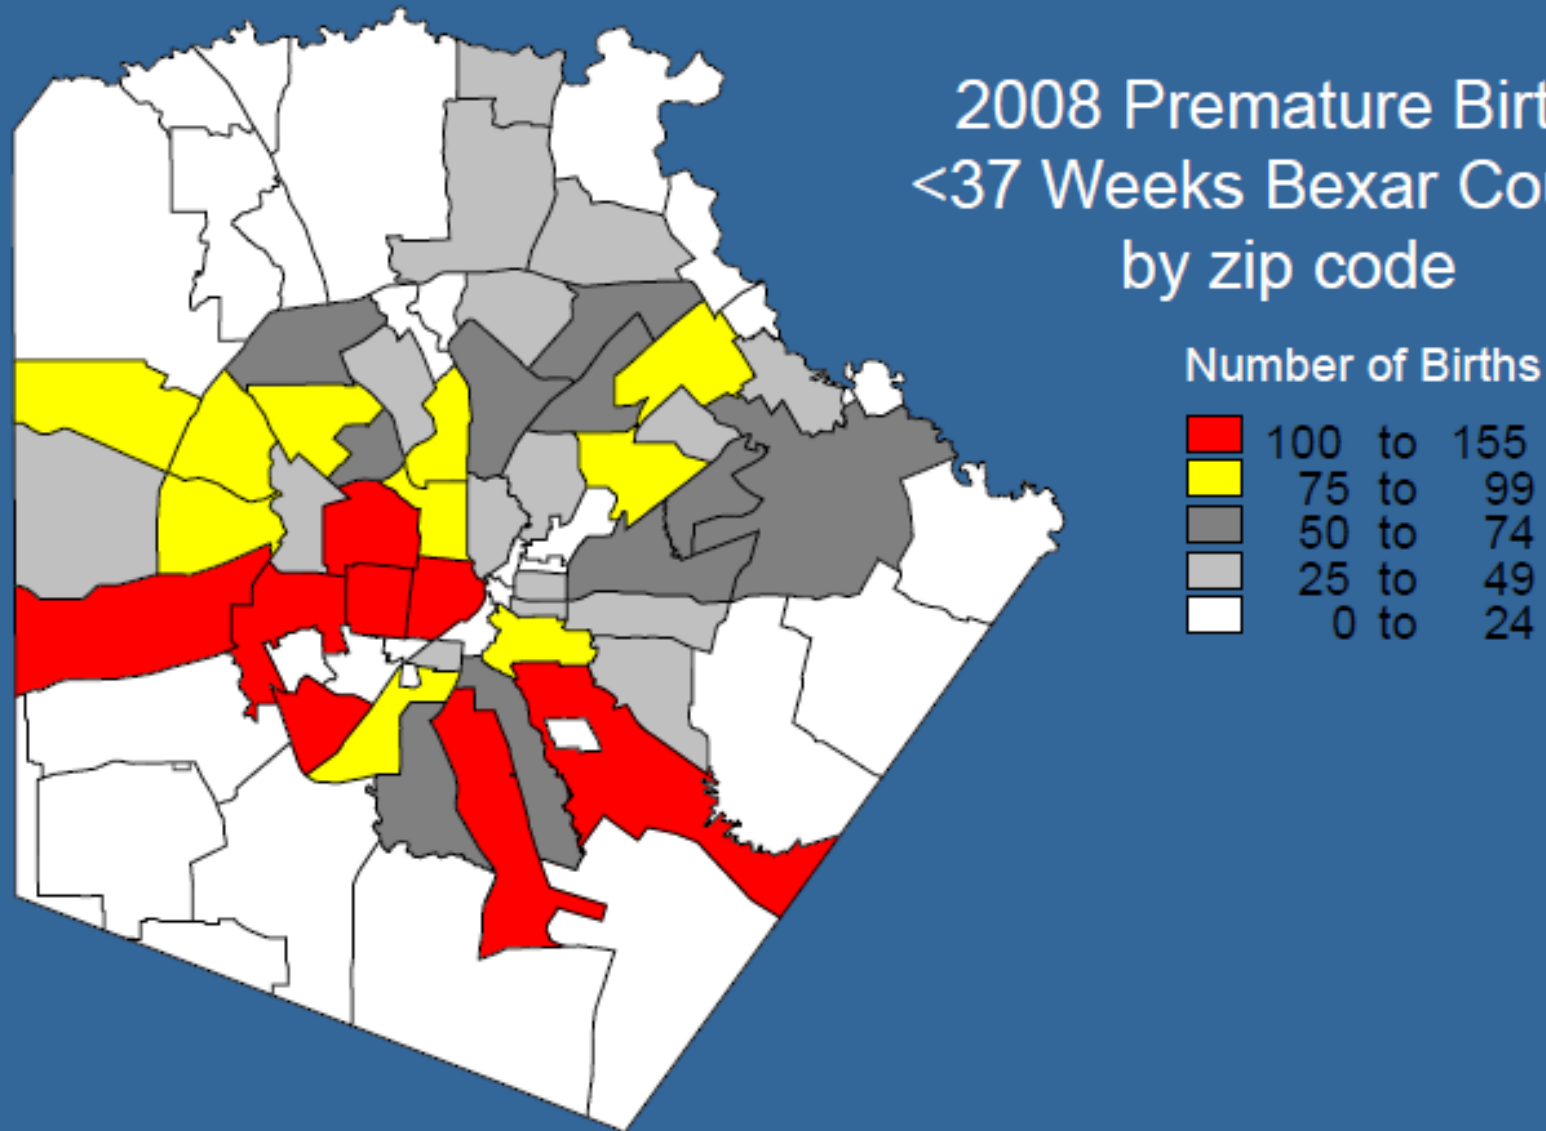 2008 Premature Birt
<37 Weeks Bexar Cou
by zip code
Number of Births
100 to 155
75 to 99
50 to 74
25 to 49
0 to 24